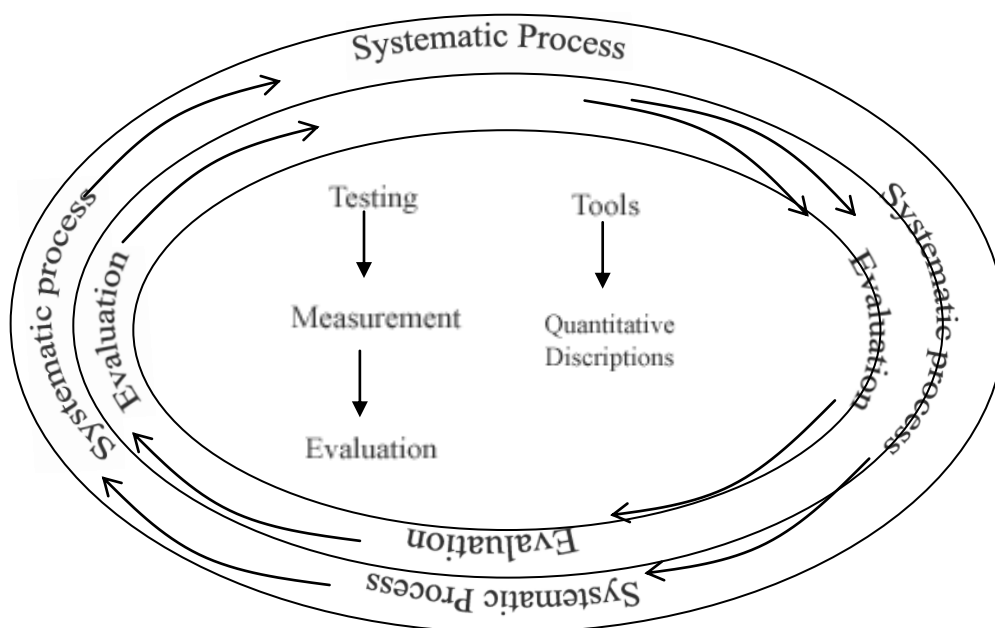 Systematic Process
Systematic process
Systematic process
Evaluation
Evaluation
Testing
Tools
Measurement
Quantitative
Discriptions
Evaluation
Evaluation
Systematic Process